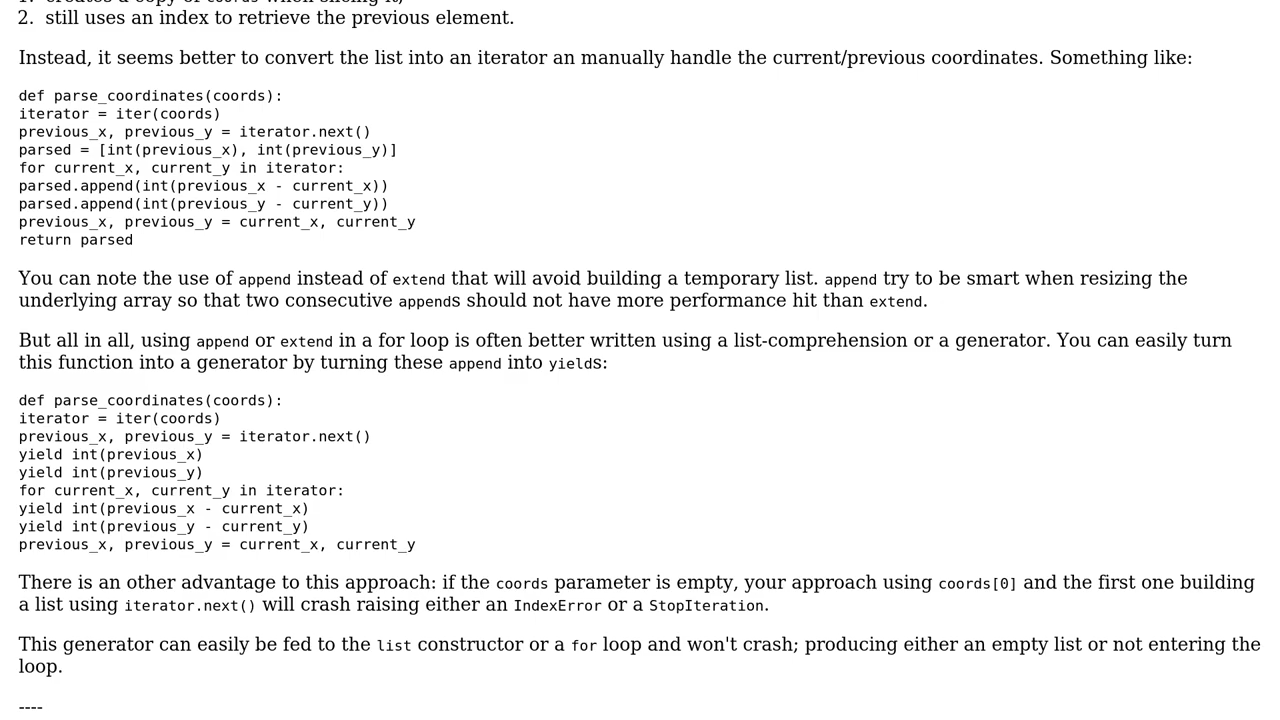 2. still uses an index to retrieve the previous element.
Instead, it seems better to convert the list into an iterator an manually handle the current/previous coordinates. Something like:
def parse_coordinates(coords):
iterator = iter(coords)
previous_x, previous_y = iterator.next()
parsed = [int(previous_x), int(previous_y)]
for current_x, current_y in iterator:
parsed.append(int(previous_x - current_x))
parsed.append(int(previous_y - current_y))
previous_x, previous_y = current_x, current_y
return parsed
You can note the use of append instead of extend that will avoid building a temporary list. append try to be smart when resizing the
underlying array so that two consecutive appends should not have more performance hit than extend.
But all in all, using append or extend in a for loop is often better written using a list-comprehension or a generator. You can easily turn
this function into a generator by turning these append into yields:
def parse_coordinates(coords):
iterator = iter(coords)
previous_x, previous_y = iterator.next()
yield int(previous_x)
yield int(previous_y)
for current_x, current_y in iterator:
yield int(previous_x - current_x)
yield int(previous_y - current_y)
previous_x, previous_y = current_x, current_y
There is an other advantage to this approach: if the coords parameter is empty, your approach using coords[0] and the first one building
a list using iterator.next() will crash raising either an IndexError or a StopIteration.
This generator can easily be fed to the list constructor or a for loop and won't crash; producing either an empty list or not entering the
loop.
----